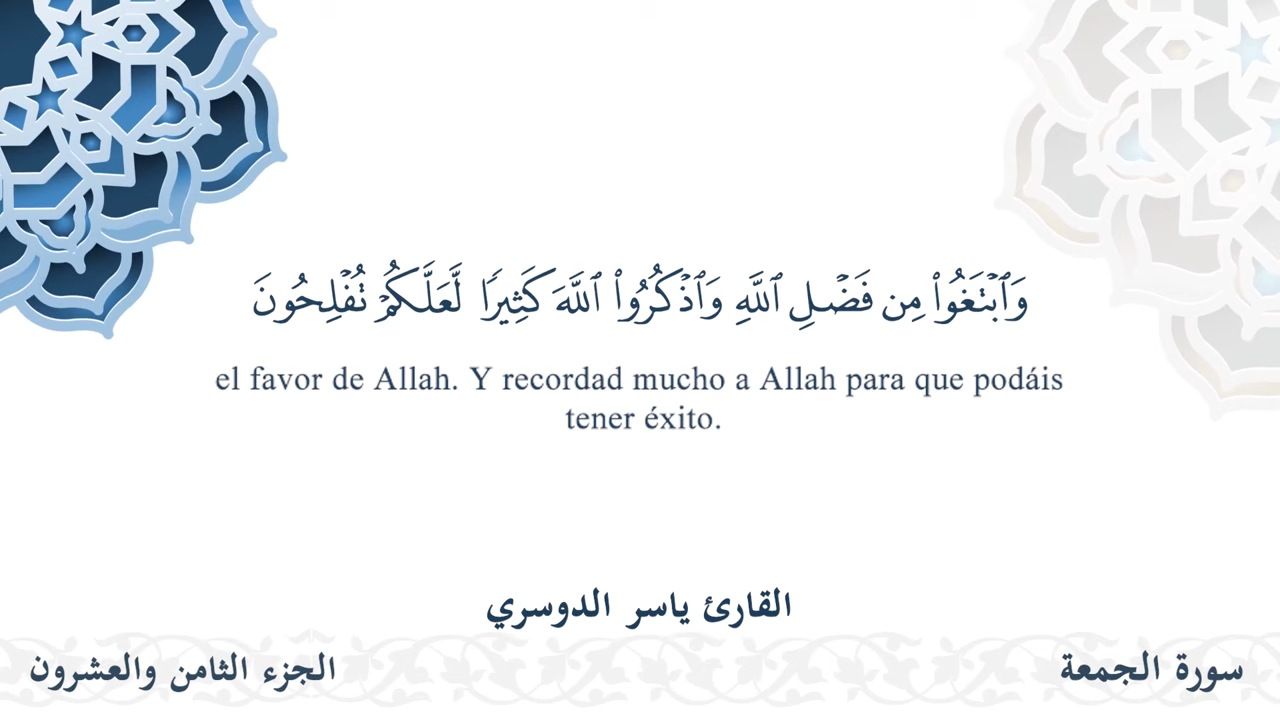 وَٱبۡتَغُواْ مِن فَضۡلِ ٱللَّهِ وَٱذۡكُرُواْ ٱللَّهَ كَثِيرٗا لَّعَلَّكُمۡ تُفۡلِحُونَ
el favor de Allah. Y recordad mucho a Allah para que podáis
tener éxito.
القارئ ياسر الدوسري
سورة الجمعة
الجزء الثامن والعشرون